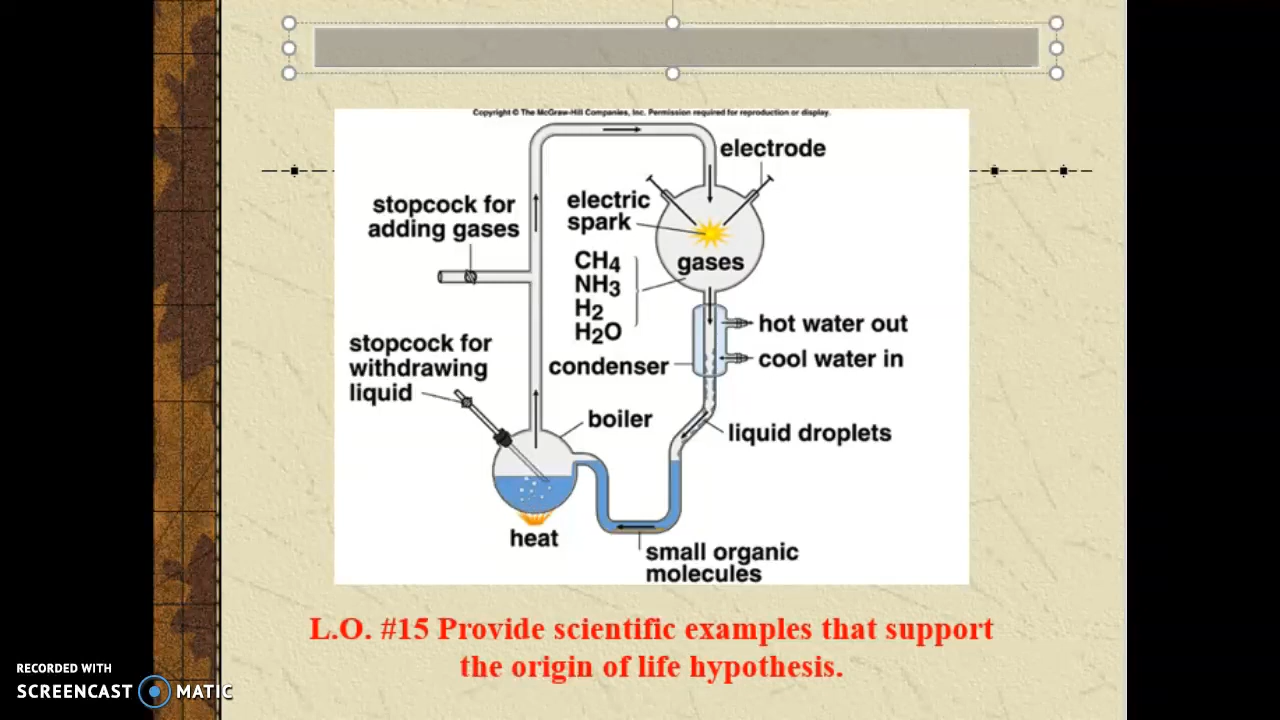 Copyright © The McGraw-Hill Companies, Inc. Permission required for reproduction or display.
electrode
stopcock for
adding gases
electric
spark
CH4
NH3
H2
H2O
gases
hot water out
cool water in
condenser
stopcock for
withdrawing
liquid
boiler
liquid droplets
heat
small organic
molecules
L.O. #15 Provide scientific examples that support
the origin of life hypothesis.
RECORDED WITH
SCREENCAST MATIC